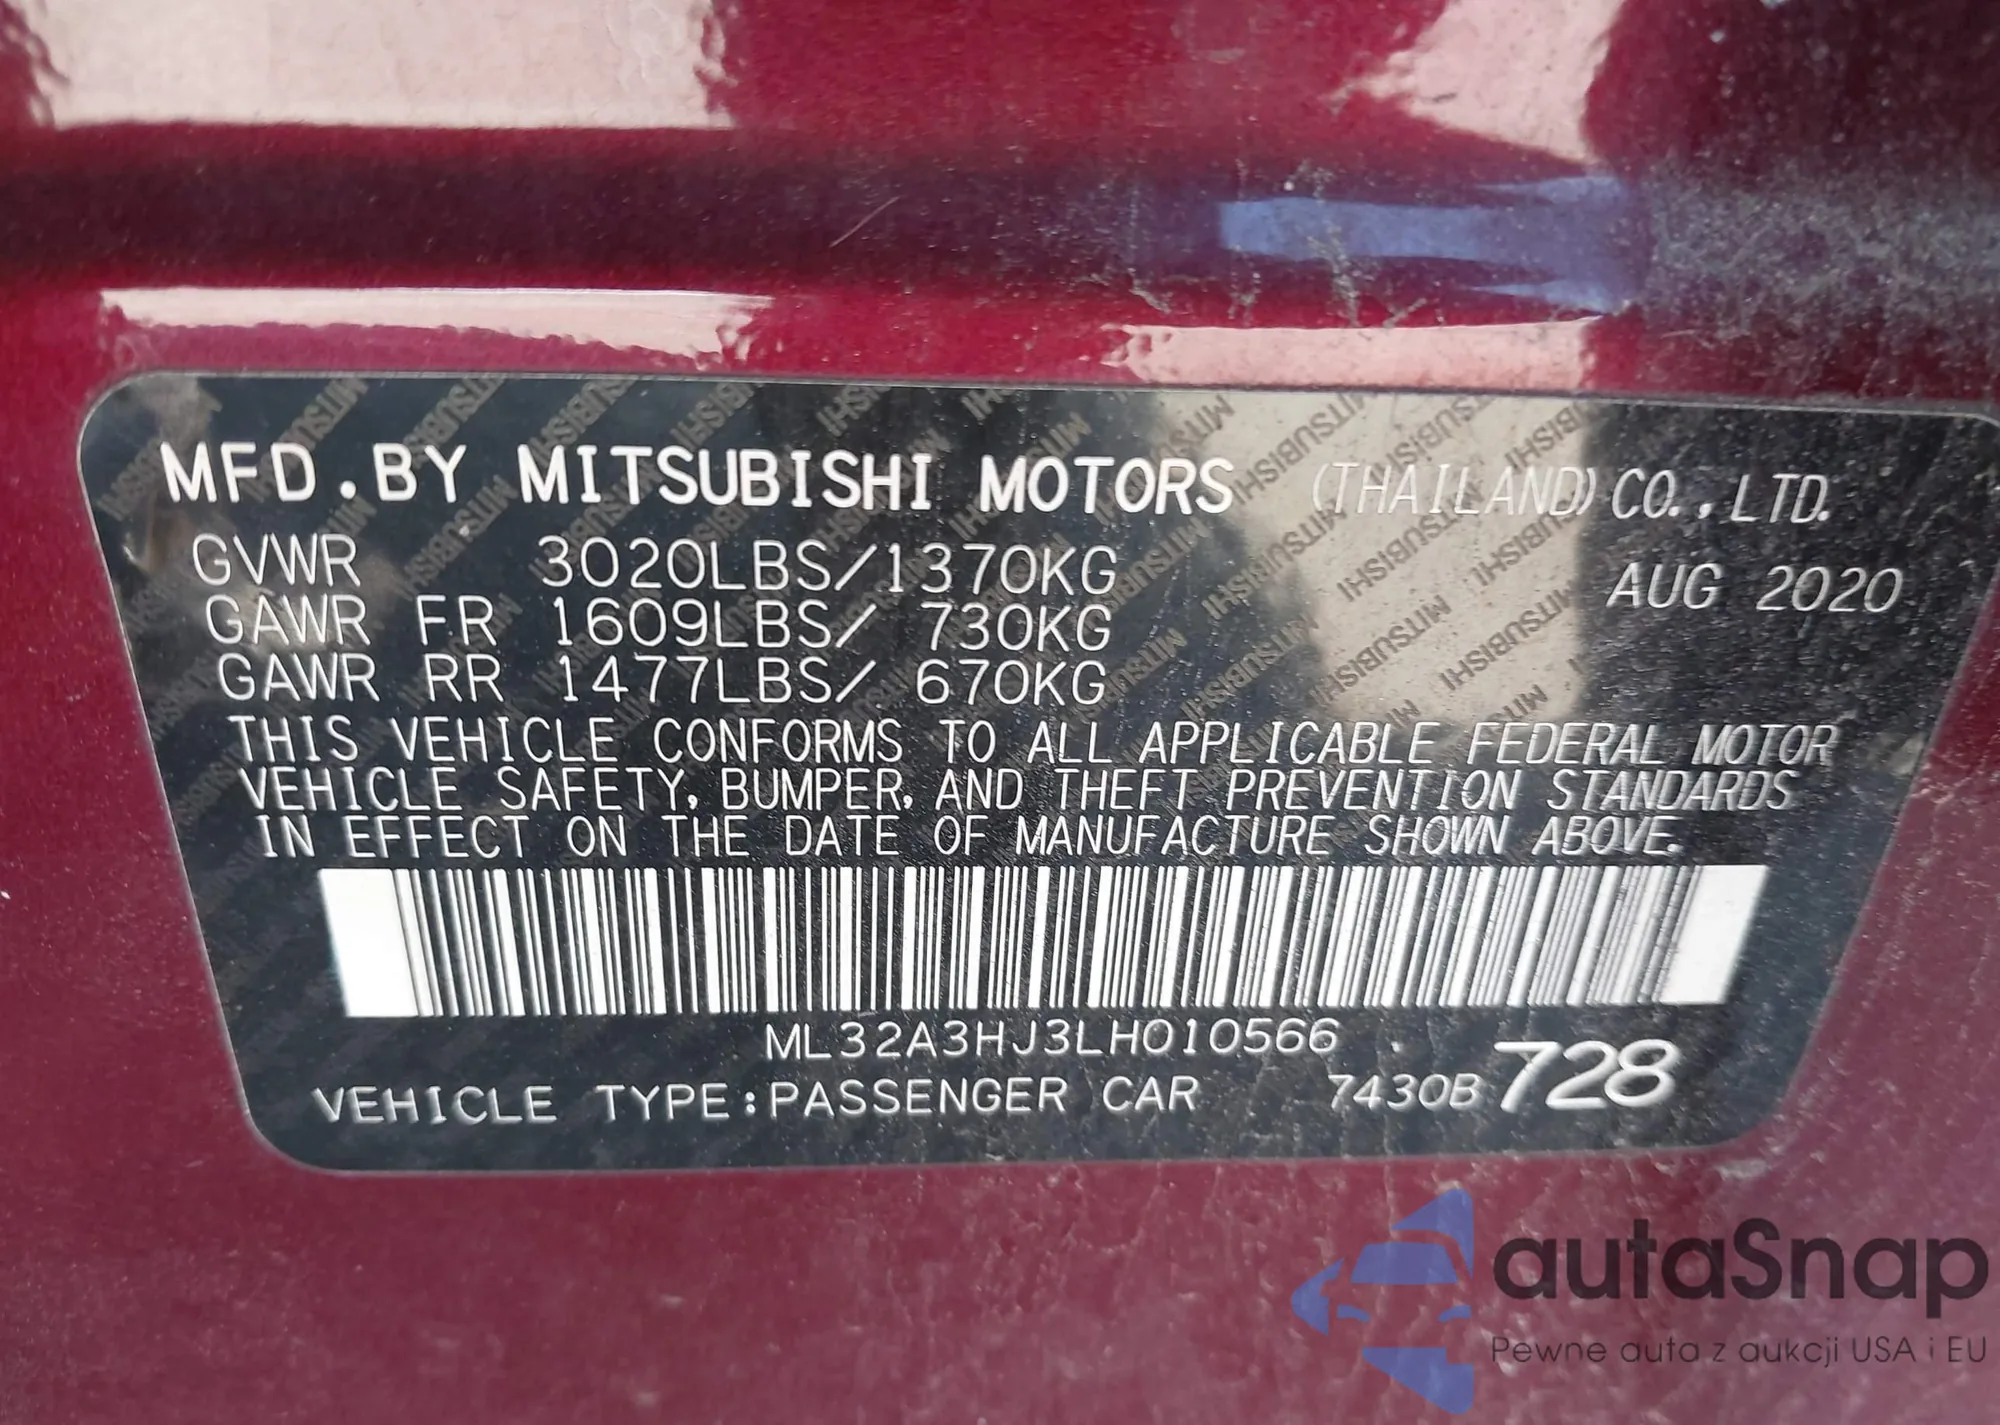 MFD.BY MITSUBISHI MOTORS (THAILAND) CO.,LTD.
GVWR 3020LBS/1370KG AUG 2020
GAWR FR 1609LBS/ 730KG
GAWR RR 1477LBS/ 670KG
THIS VEHICLE CONFORMS TO ALL APPLICABLE FEDERAL MOTOR
VEHICLE SAFETY, BUMPER, AND THEFT PREVENTION STANDARDS
IN EFFECT ON THE DATE OF MANUFACTURE SHOWN ABOVE.
ML32A3HJ3LH010566
VEHICLE TYPE:PASSENGER CAR 7430B 728
autaSnap
Pewne auta z aukcji USA i EU